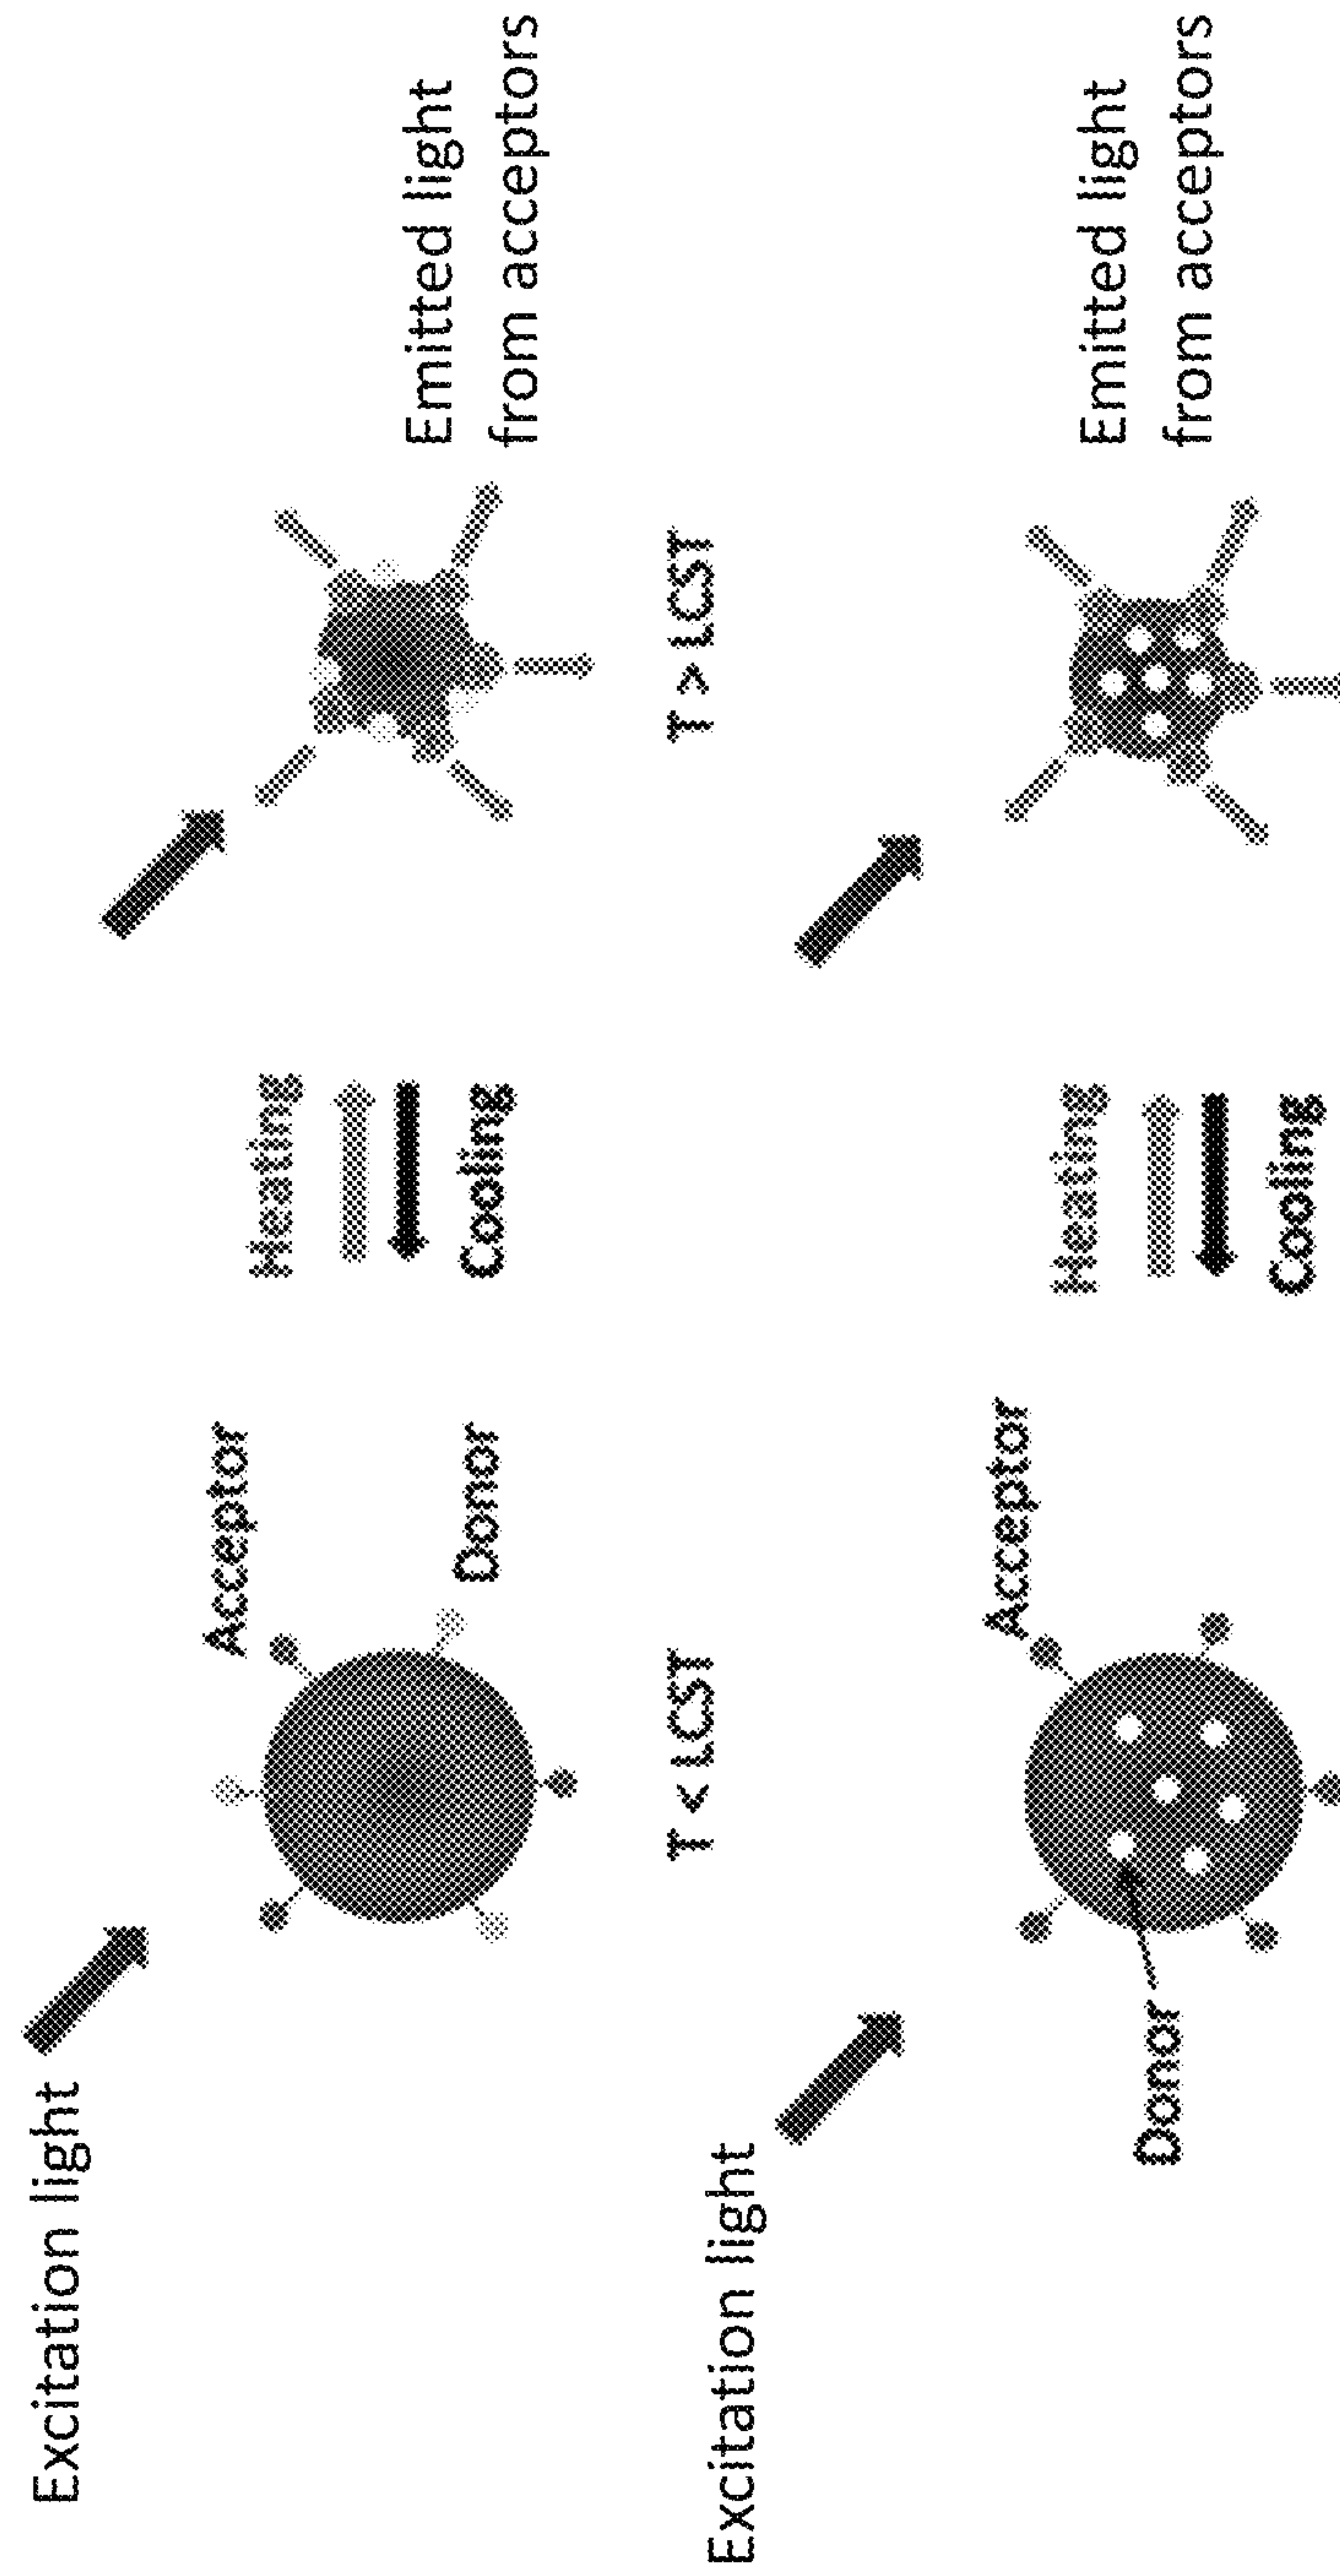 Excitation light
Acceptor
Donor
Heating
Cooling
Emitted light
from acceptors
T < LCST
T > LCST
Excitation light
Donor
Acceptor
Heating
Cooling
Emitted light
from acceptors